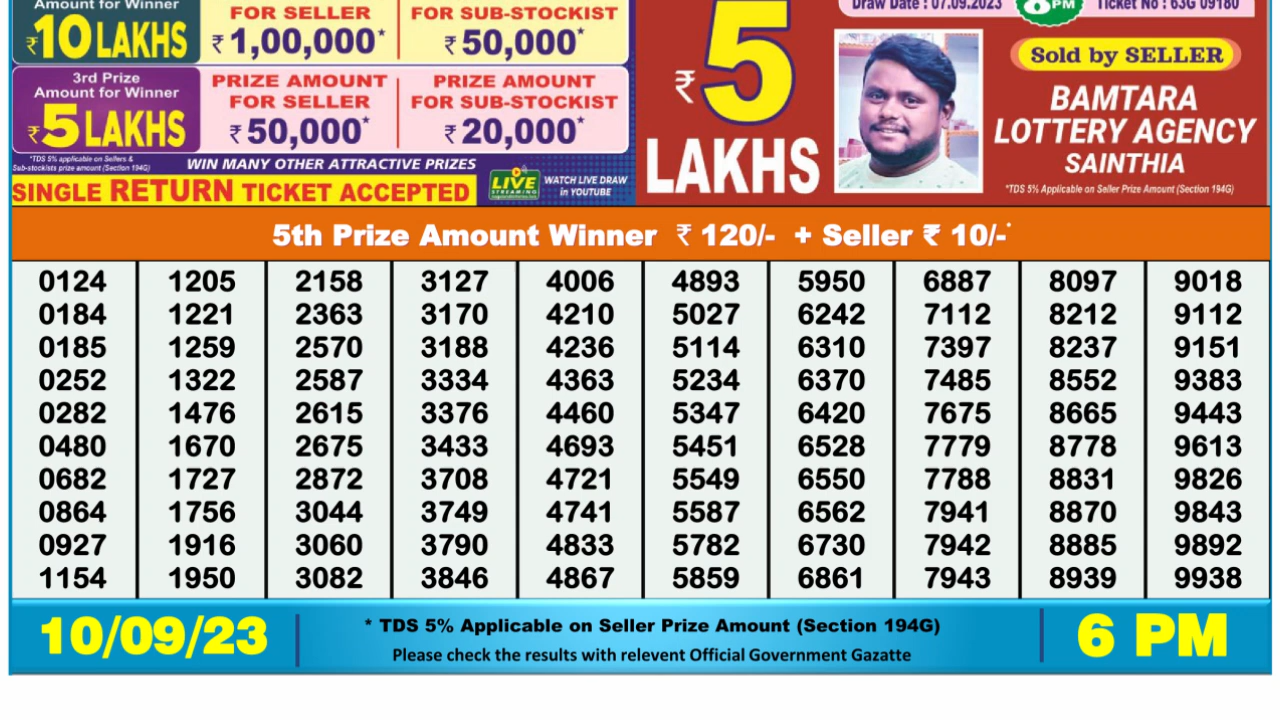 Amount for Winner
₹10 LAKHS
FOR SELLER
₹1,00,000*
FOR SUB-STOCKIST
₹50,000*
3rd Prize
Amount for Winner
₹5 LAKHS
PRIZE AMOUNT
FOR SELLER
₹50,000*
PRIZE AMOUNT
FOR SUB-STOCKIST
₹20,000*
*TDS 5% applicable on Sellers &
Sub-stockists prize amount (Section 194G)
WIN MANY OTHER ATTRACTIVE PRIZES
SINGLE RETURN TICKET ACCEPTED
LIVE
STREAMING
WATCH LIVE DRAW
in YOUTUBE
₹5
LAKHS
Draw Date : 07.09.2023
8PM
Ticket No : 63G 09180
Sold by SELLER
BAMTARA
LOTTERY AGENCY
SAINTHIA
*TDS 5% Applicable on Seller Prize Amount (Section 194G)
5th Prize Amount Winner ₹ 120/- + Seller ₹ 10/-*
0124 1205 2158 3127 4006 4893 5950 6887 8097 9018
0184 1221 2363 3170 4210 5027 6242 7112 8212 9112
0185 1259 2570 3188 4236 5114 6310 7397 8237 9151
0252 1322 2587 3334 4363 5234 6370 7485 8552 9383
0282 1476 2615 3376 4460 5347 6420 7675 8665 9443
0480 1670 2675 3433 4693 5451 6528 7779 8778 9613
0682 1727 2872 3708 4721 5549 6550 7788 8831 9826
0864 1756 3044 3749 4741 5587 6562 7941 8870 9843
0927 1916 3060 3790 4833 5782 6730 7942 8885 9892
1154 1950 3082 3846 4867 5859 6861 7943 8939 9938
10/09/23
* TDS 5% Applicable on Seller Prize Amount (Section 194G)
Please check the results with relevent Official Government Gazatte
6 PM